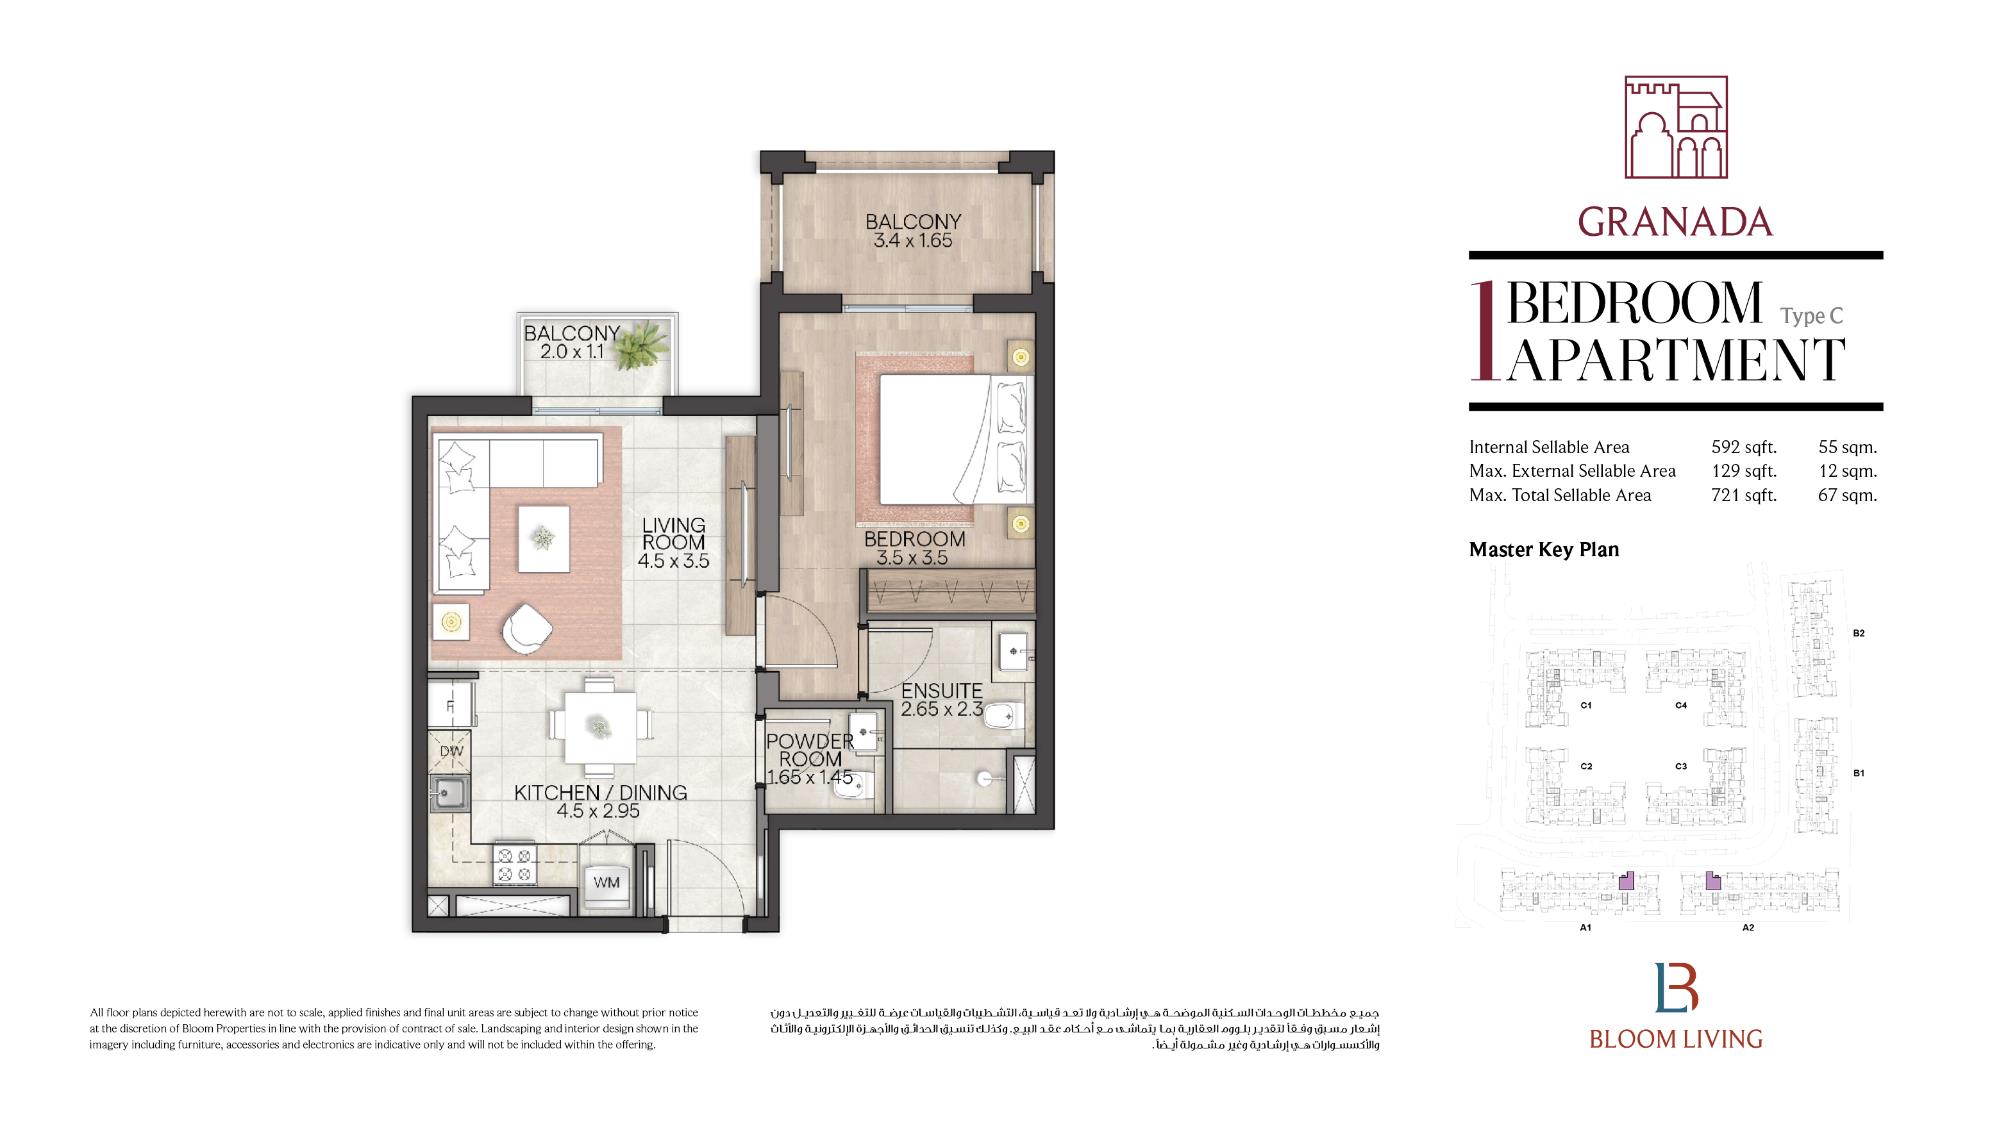 BALCONY
3.4 x 1.65
BALCONY
2.0 x 1.1
LIVING
ROOM
4.5 x 3.5
BEDROOM
3.5 x 3.5
ENSUITE
2.65 x 2.3
F
DW
POWDER
ROOM
1.65 x 1.45
KITCHEN / DINING
4.5 x 2.95
WM
GRANADA
1 BEDROOM Type C
APARTMENT
Internal Sellable Area 592 sqft. 55 sqm.
Max. External Sellable Area 129 sqft. 12 sqm.
Max. Total Sellable Area 721 sqft. 67 sqm.
Master Key Plan
B2
C1 C4
C2 C3
B1
A1 A2
BLOOM LIVING
All floor plans depicted herewith are not to scale, applied finishes and final unit areas are subject to change without prior notice
at the discretion of Bloom Properties in line with the provision of contract of sale. Landscaping and interior design shown in the
imagery including furniture, accessories and electronics are indicative only and will not be included within the offering.
جميع مخططات الوحدات السكنية الموضحة هي إرشادية ولا تعد قياسية، التشطيبات والقياسات عرضة للتغيير والتعديل دون
إشعار مسبق وفقاً لتقدير بلووم العقارية بما يتماشى مع أحكام عقد البيع. وكذلك تنسيق الحدائق والأجهزة الإلكترونية والأثاث
والأكسسوارات هي إرشادية وغير مشمولة أيضاً.